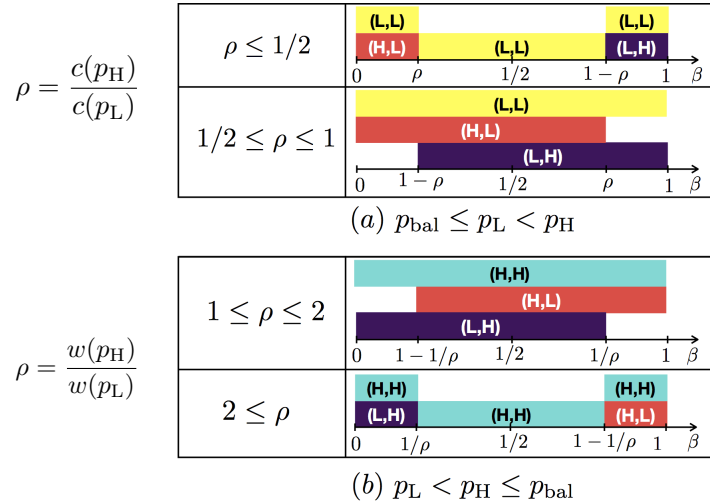 (L,L) (L,L)
ρ ≤ 1/2 (H,L) (L,L) (L,H)
0 ρ 1/2 1 − ρ 1 β
ρ = c(p_H) / c(p_L)
(L,L)
1/2 ≤ ρ ≤ 1 (H,L)
(L,H)
0 1 − ρ 1/2 ρ 1 β
(a) p_bal ≤ p_L < p_H
(H,H)
1 ≤ ρ ≤ 2 (H,L)
(L,H)
0 1 − 1/ρ 1/2 1/ρ 1 β
ρ = w(p_H) / w(p_L)
(H,H) (H,H)
2 ≤ ρ (L,H) (H,H) (H,L)
0 1/ρ 1/2 1 − 1/ρ 1 β
(b) p_L < p_H ≤ p_bal